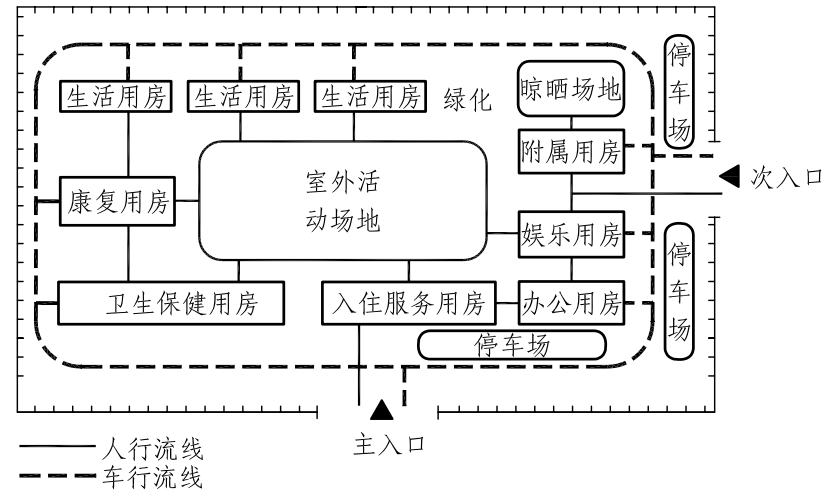 生活用房
生活用房
生活用房
绿化
晾晒场地
停车场
附属用房
室外活
动场地
次入口
康复用房
娱乐用房
停车场
卫生保健用房
入住服务用房
办公用房
停车场
主入口
人行流线
车行流线